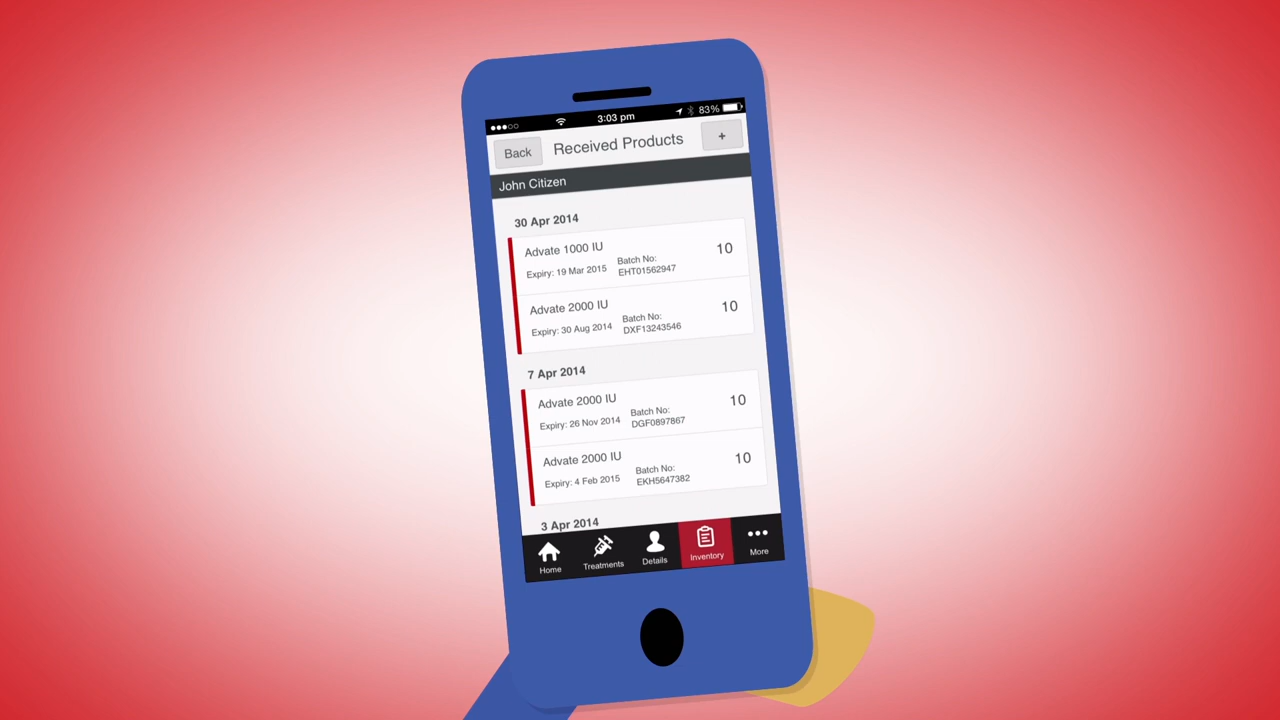 3:03 pm 83%
Back Received Products +
John Citizen
30 Apr 2014
Advate 1000 IU
Expiry: 19 Mar 2015
Batch No:
EHT01562947
10
Advate 2000 IU
Expiry: 30 Aug 2014
Batch No:
DXF13243546
10
7 Apr 2014
Advate 2000 IU
Expiry: 26 Nov 2014
Batch No:
DGF0897867
10
Advate 2000 IU
Expiry: 4 Feb 2015
Batch No:
EKH5647382
10
3 Apr 2014
Home Treatments Details Inventory More